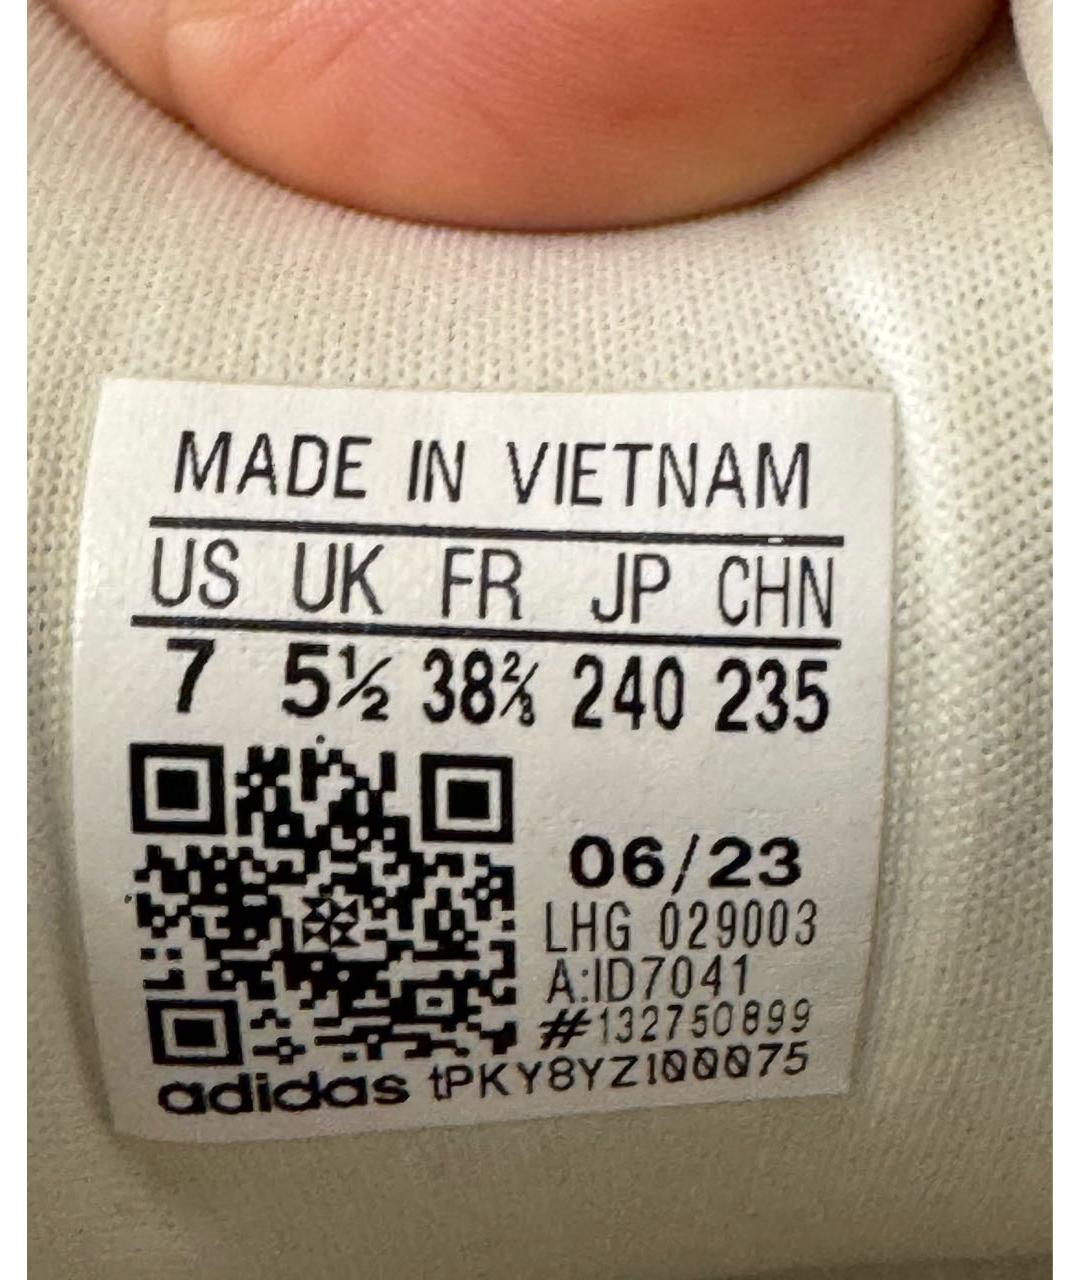 MADE IN VIETNAM
US UK FR JP CHN
7 5½ 38⅔ 240 235
06/23
LHG 029003
A:ID7041
#132750899
adidas tPKY8YZ100075